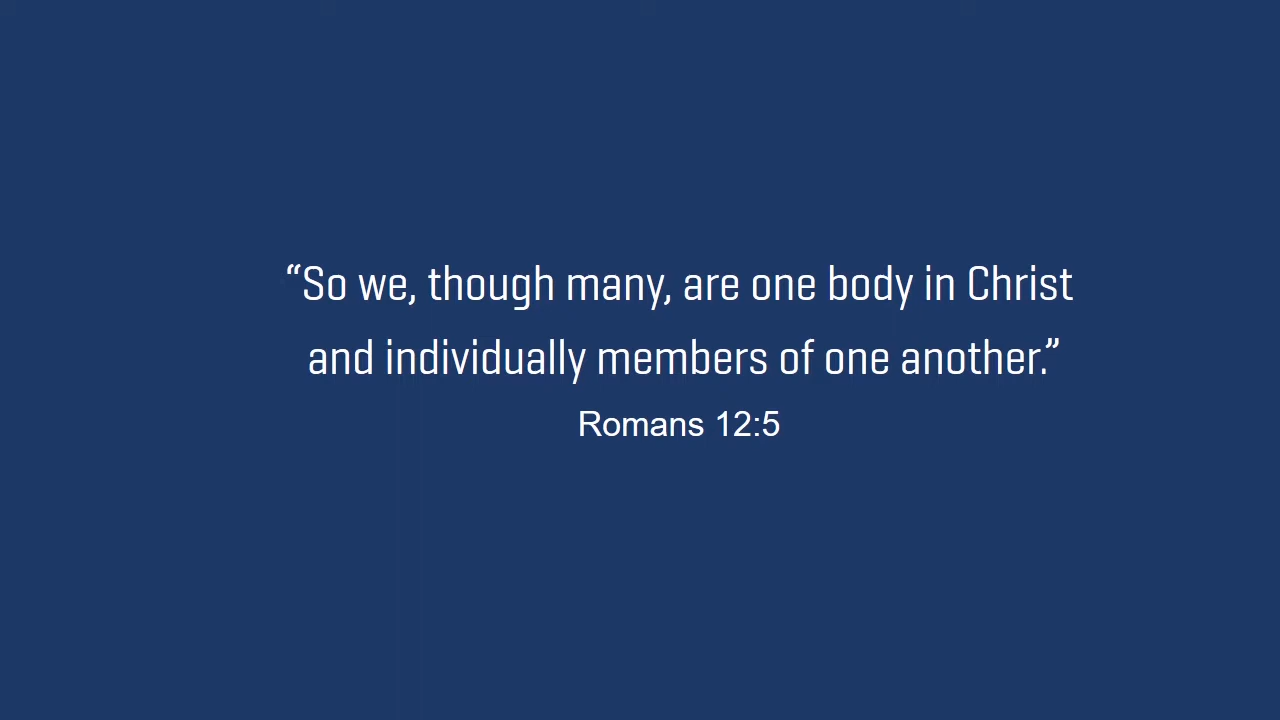 “So we, though many, are one body in Christ
and individually members of one another.”
Romans 12:5